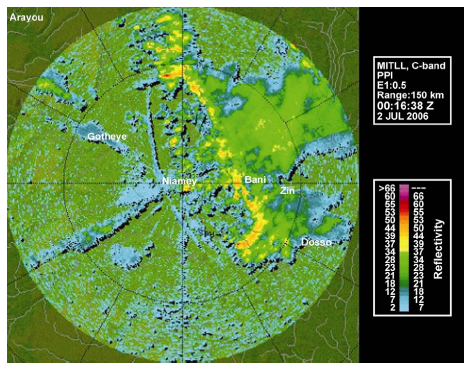 Arayou
MITLL, C-band
PPI
E1:0.5
Range:150 km
00:16:38 Z
2 JUL 2006
Gotheye
Niamey
Bani
Zin
Dosso
>66 ---
60 66
55 60
53 55
50 53
44 50
39 44
37 39
34 37
28 34
23 28
21 23
18 21
12 18
7 12
2 7
Reflectivity